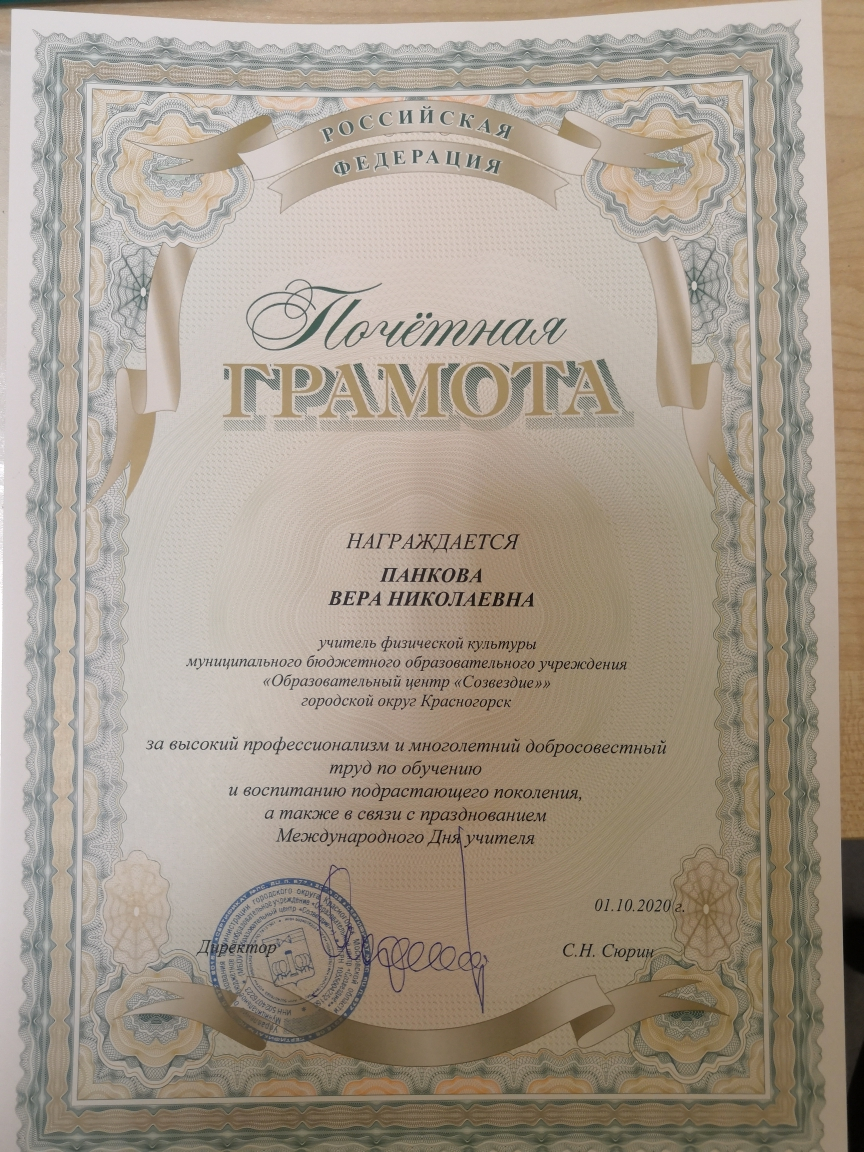 РОССИЙСКАЯ
ФЕДЕРАЦИЯ
Почётная
ГРАМОТА
НАГРАЖДАЕТСЯ
ПАНКОВА
ВЕРА НИКОЛАЕВНА
учитель физической культуры
муниципального бюджетного образовательного учреждения
«Образовательный центр «Созвездие»»
городской округ Красногорск
за высокий профессионализм и многолетний добросовестный
труд по обучению
и воспитанию подрастающего поколения,
а также в связи с празднованием
Международного Дня учителя
01.10.2020 г.
Директор
С.Н. Сюрин